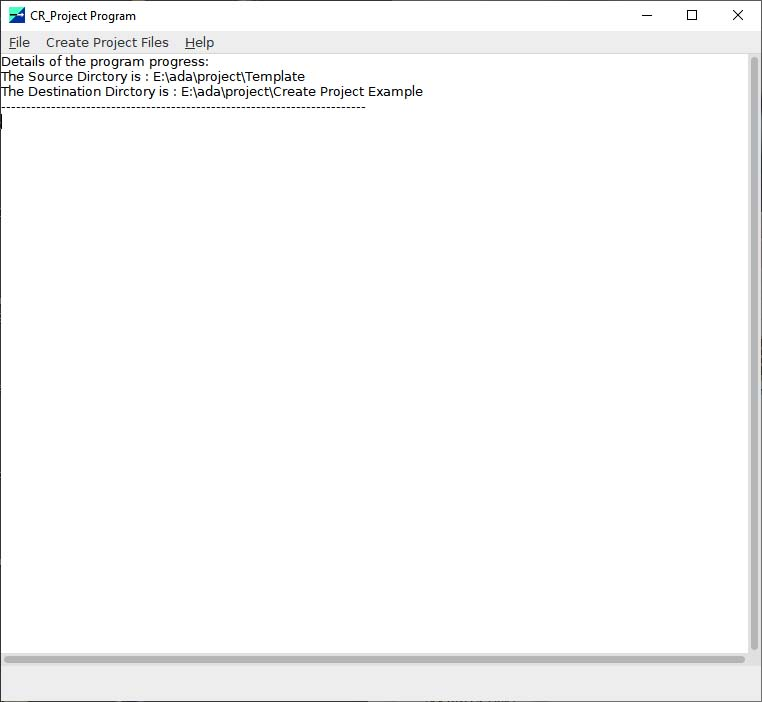 CR_Project Program
File Create Project Files Help
Details of the program progress:
The Source Dirctory is : E:\ada\project\Template
The Destination Dirctory is : E:\ada\project\Create Project Example
-------------------------------------------------------------------------